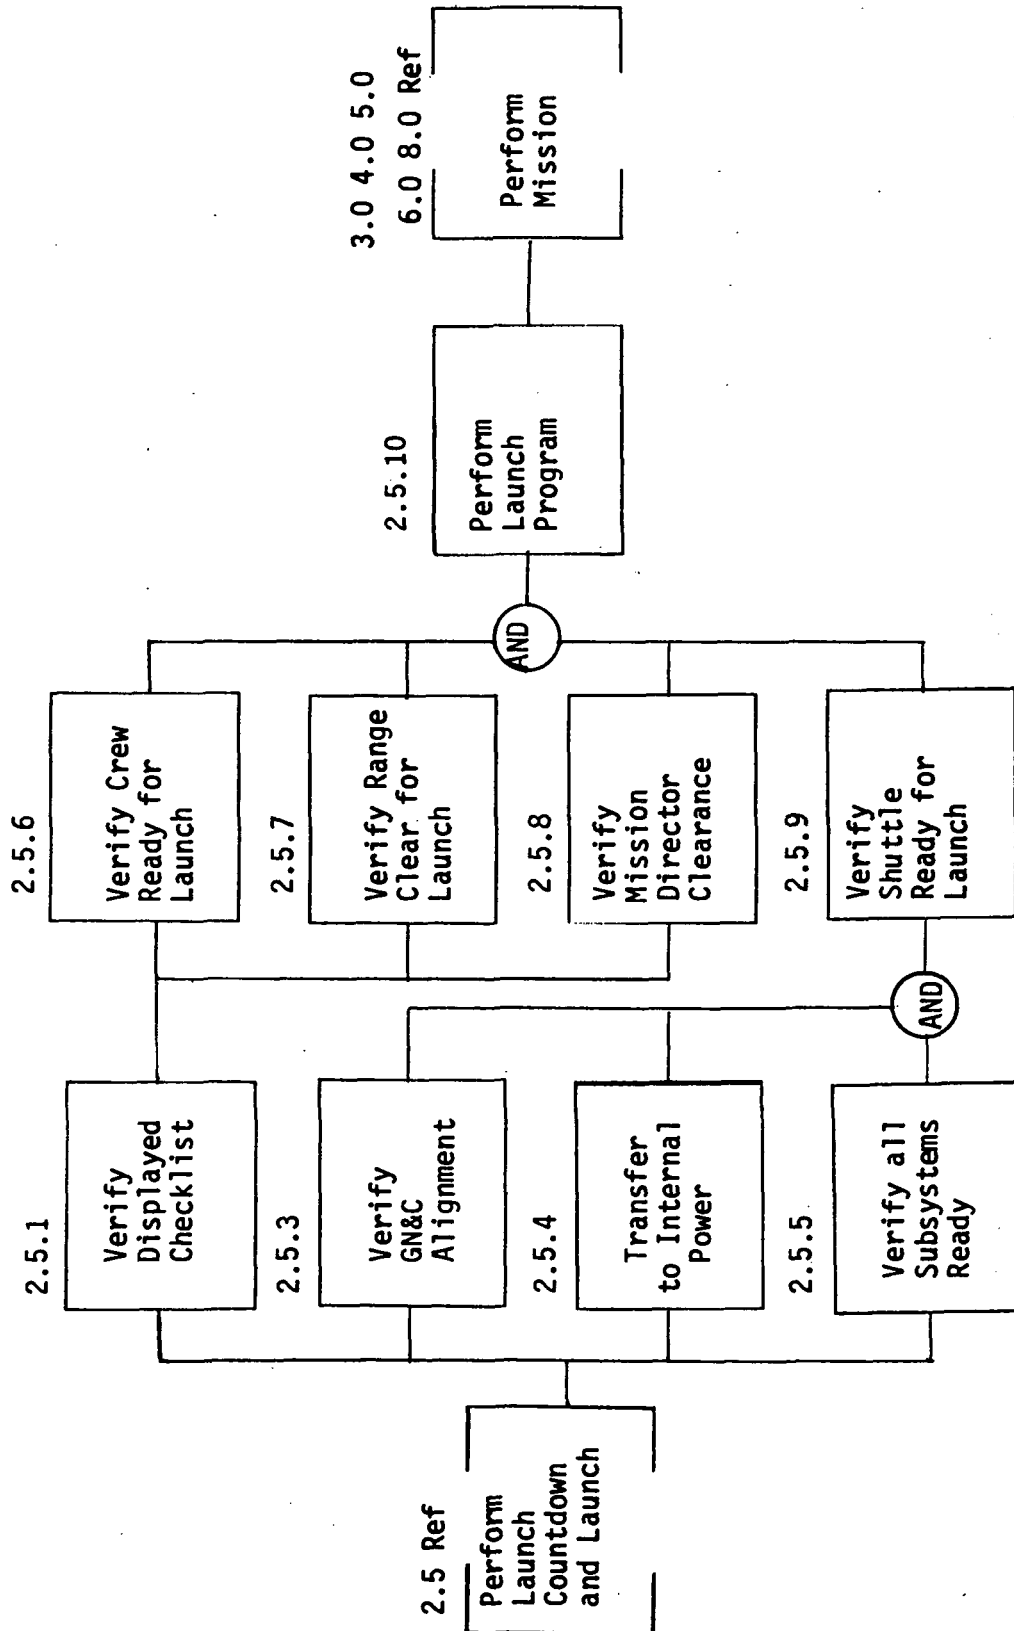 2.5 Ref
Perform
Launch
Countdown
and Launch
2.5.1
Verify
Displayed
Checklist
2.5.3
Verify
GN&C
Alignment
2.5.4
Transfer
to Internal
Power
2.5.5
Verify all
Subsystems
Ready
AND
2.5.6
Verify Crew
Ready for
Launch
2.5.7
Verify Range
Clear for
Launch
2.5.8
Verify
Mission
Director
Clearance
2.5.9
Verify
Shuttle
Ready for
Launch
AND
2.5.10
Perform
Launch
Program
3.0 4.0 5.0
6.0 8.0 Ref
Perform
Mission